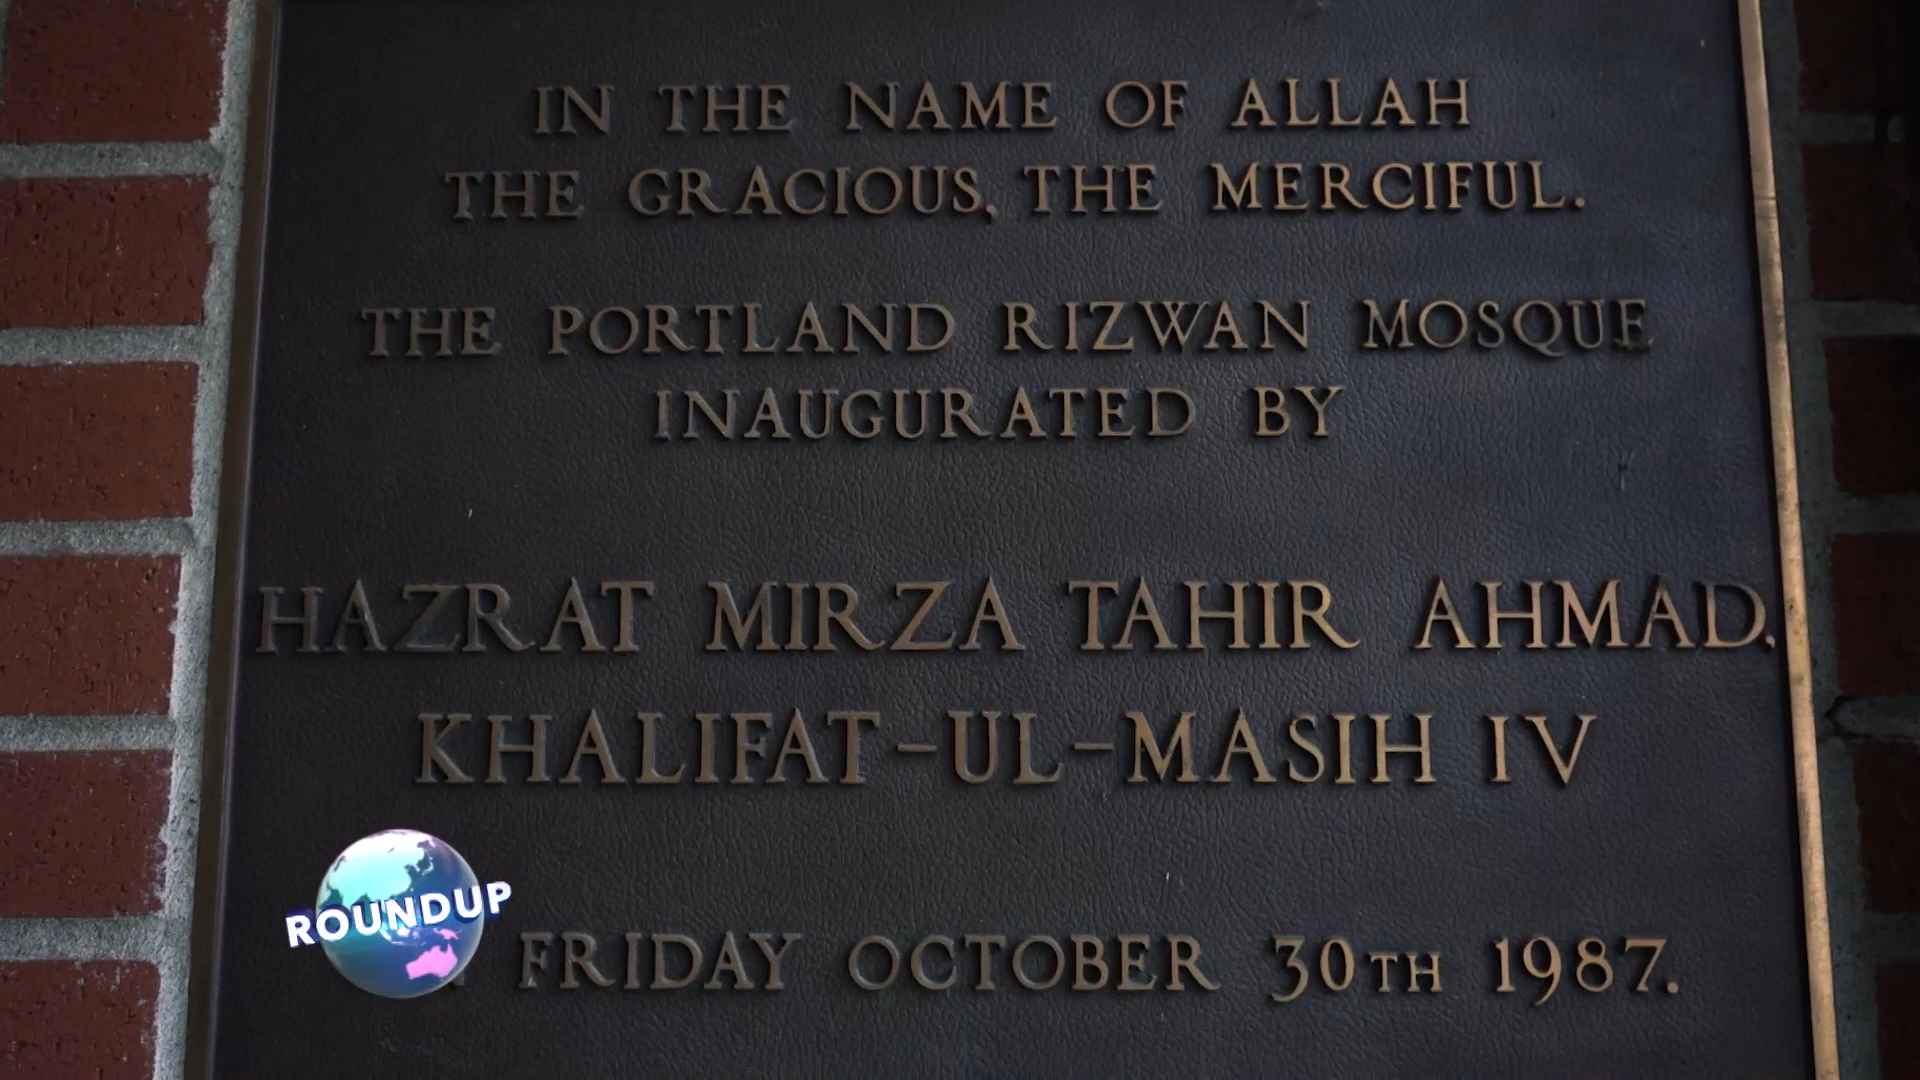 IN THE NAME OF ALLAH
THE GRACIOUS, THE MERCIFUL.
THE PORTLAND RIZWAN MOSQUE
INAUGURATED BY
HAZRAT MIRZA TAHIR AHMAD,
KHALIFAT-UL-MASIH IV
FRIDAY OCTOBER 30TH 1987.
ROUNDUP